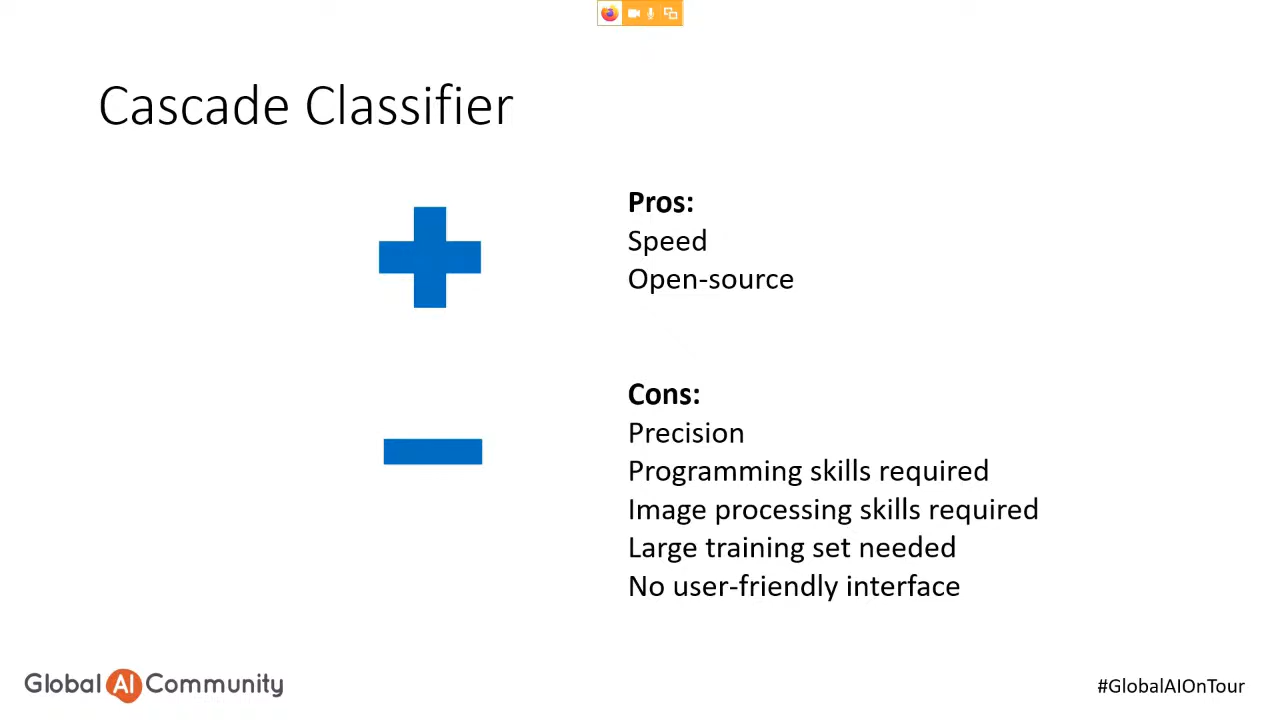 Cascade Classifier
Pros:
Speed
Open-source
Cons:
Precision
Programming skills required
Image processing skills required
Large training set needed
No user-friendly interface
Global AI Community
#GlobalAIOnTour